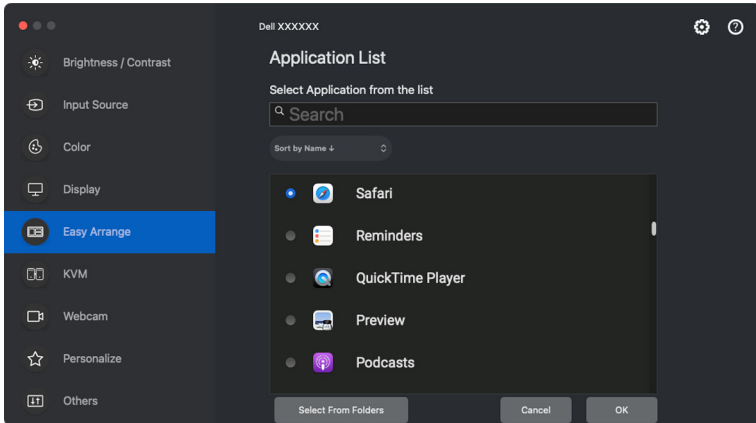 Dell XXXXXX
Brightness / Contrast
Input Source
Color
Display
Easy Arrange
KVM
Webcam
Personalize
Others
Application List
Select Application from the list
Search
Sort by Name ↓
Safari
Reminders
QuickTime Player
Preview
Podcasts
Select From Folders
Cancel
OK